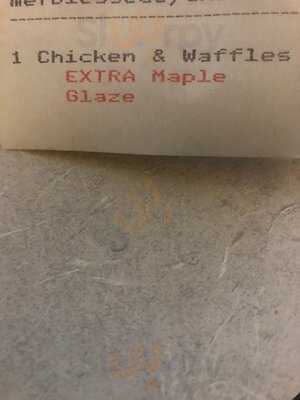 1 Chicken & Waffles
EXTRA Maple
Glaze